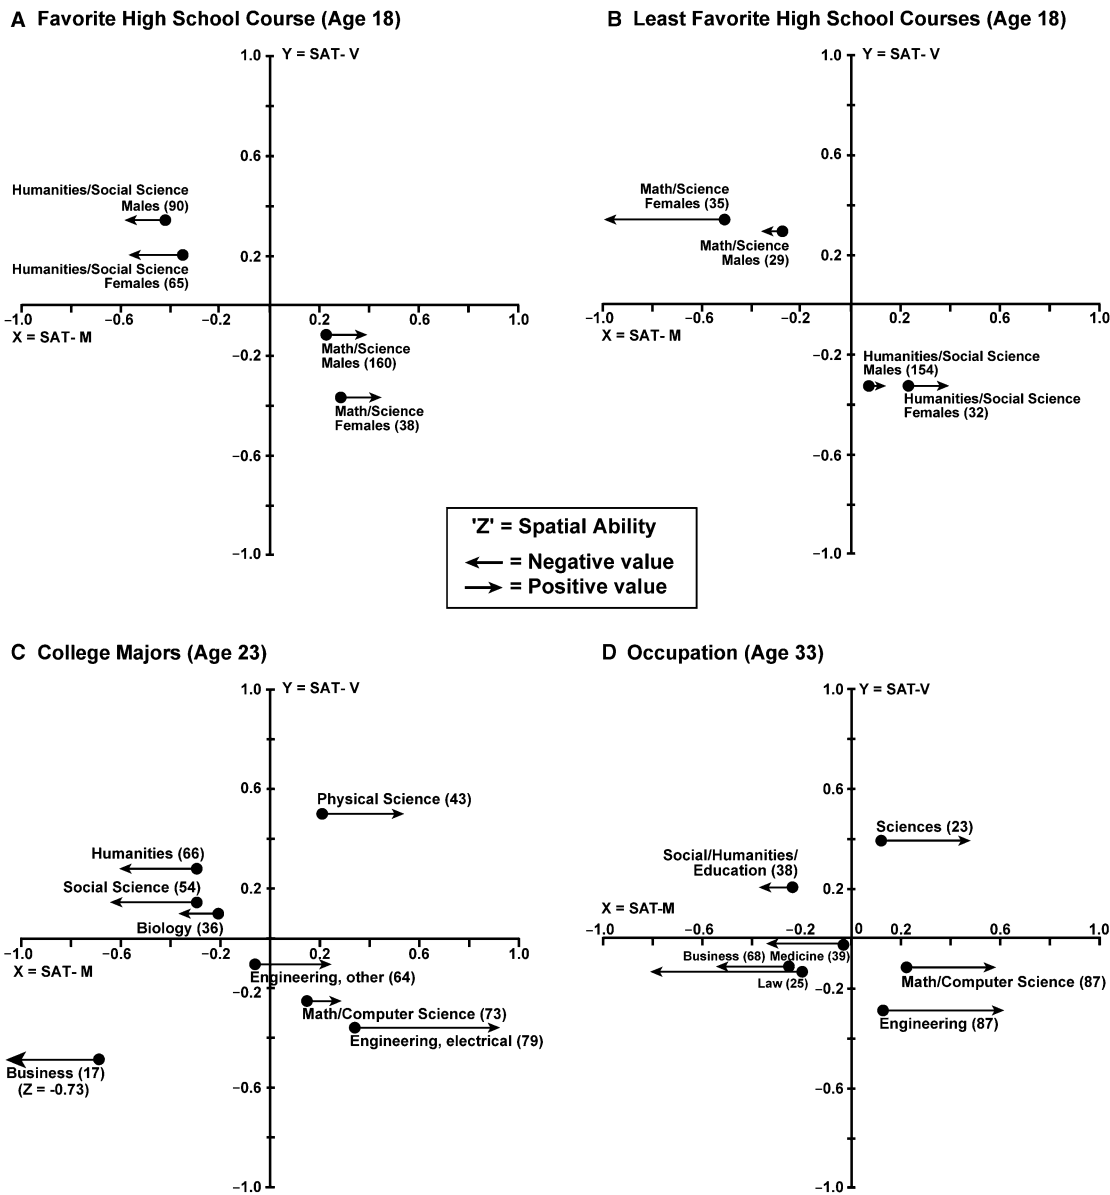 A Favorite High School Course (Age 18)
1.0
Y = SAT- V
0.6
Humanities/Social Science
Males (90)
0.2
Humanities/Social Science
Females (65)
−1.0 −0.6 −0.2 0.2 0.6 1.0
X = SAT- M
Math/Science
Males (160)
−0.2
Math/Science
Females (38)
−0.6
−1.0
B Least Favorite High School Courses (Age 18)
1.0
Y = SAT- V
0.6
Math/Science
Females (35)
Math/Science
Males (29)
0.2
−1.0 −0.6 −0.2 0.2 0.6 1.0
X = SAT- M
−0.2
Humanities/Social Science
Males (154)
Humanities/Social Science
Females (32)
−0.6
−1.0
'Z' = Spatial Ability
= Negative value
= Positive value
C College Majors (Age 23)
1.0
Y = SAT- V
0.6
Physical Science (43)
Humanities (66)
Social Science (54)
0.2
Biology (36)
−1.0 −0.6 −0.2 0.2 0.6 1.0
X = SAT- M
Engineering, other (64)
−0.2
Math/Computer Science (73)
Engineering, electrical (79)
Business (17)
(Z = -0.73)
−0.6
−1.0
D Occupation (Age 33)
1.0
Y = SAT-V
0.6
Sciences (23)
Social/Humanities/
Education (38)
0.2
X = SAT-M
−1.0 −0.6 −0.2 0 0.2 0.6 1.0
Business (68) Medicine (39)
Law (25)
−0.2
Math/Computer Science (87)
Engineering (87)
−0.6
−1.0